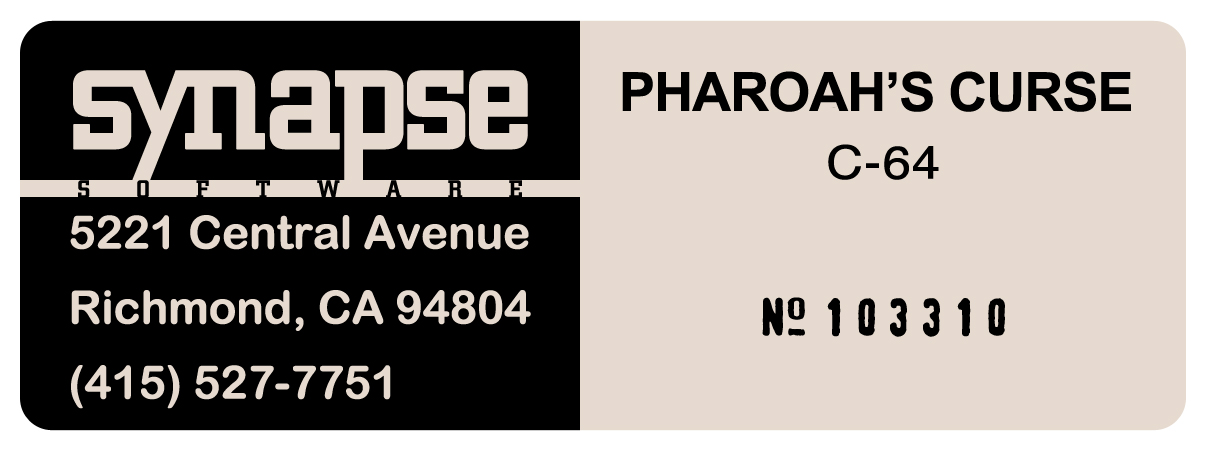 synapse
SOFTWARE
5221 Central Avenue
Richmond, CA 94804
(415) 527-7751
PHAROAH’S CURSE
C-64
Nº 103310